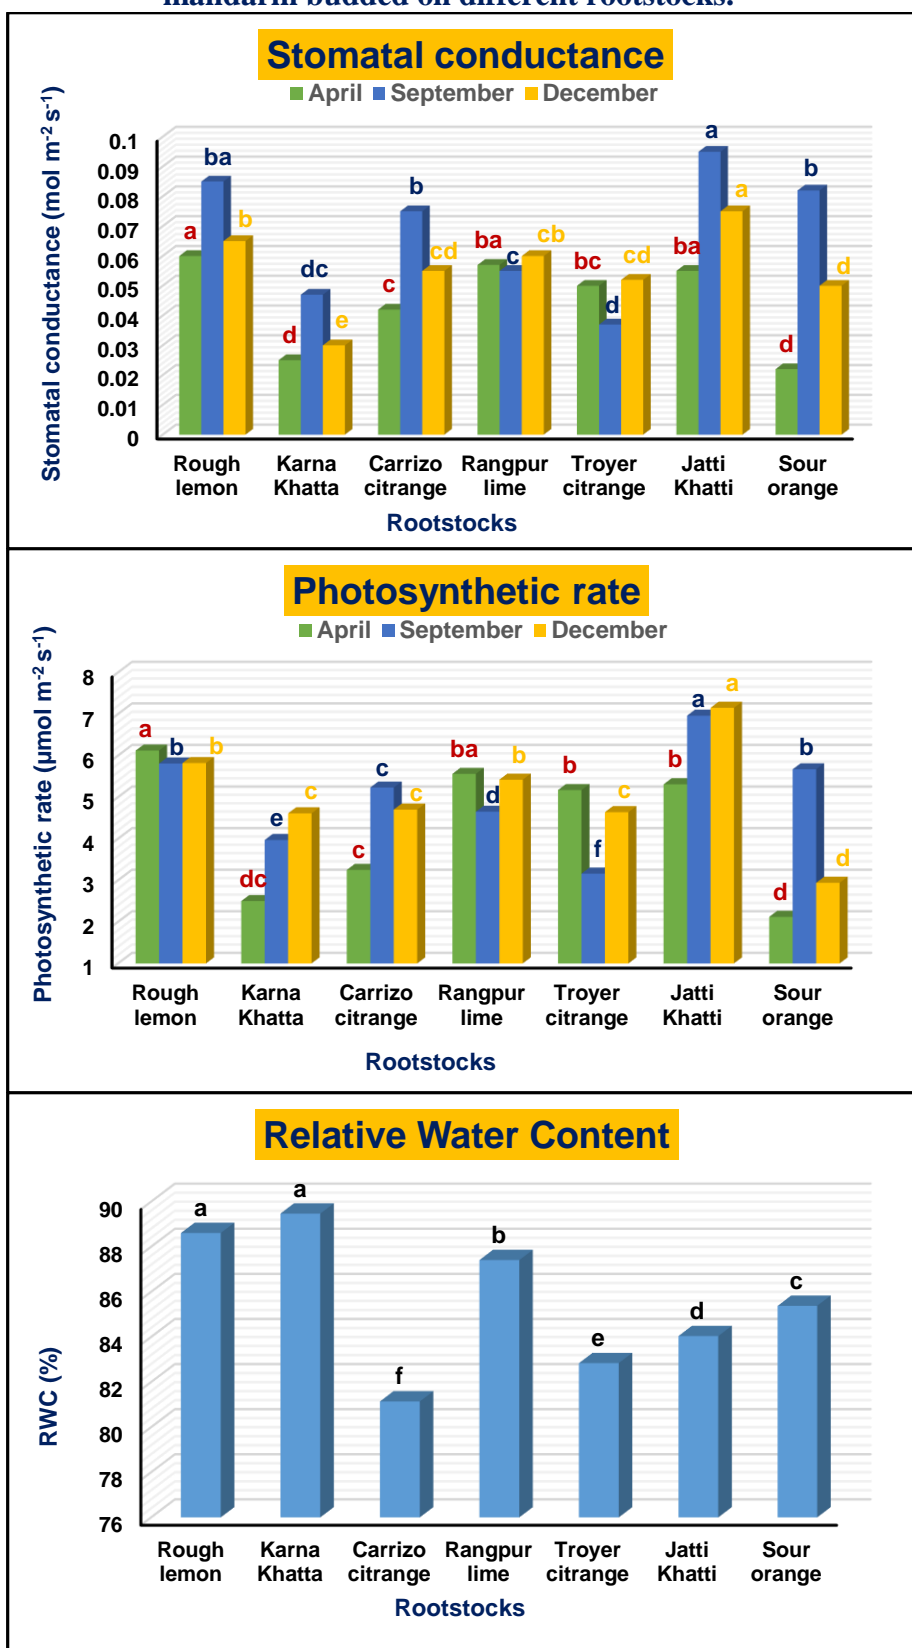 mandarin budded on different rootstocks.
Stomatal conductance
April September December
Stomatal conductance (mol m⁻² s⁻¹)
0.1
0.09
0.08
0.07
0.06
0.05
0.04
0.03
0.02
0.01
0
a ba b
d dc e
c b cd
ba c cb
bc d cd
ba a a
d b d
Rough lemon
Karna Khatta
Carrizo citrange
Rangpur lime
Troyer citrange
Jatti Khatti
Sour orange
Rootstocks
Photosynthetic rate
April September December
Photosynthetic rate (µmol m⁻² s⁻¹)
8
7
6
5
4
3
2
1
a b b
dc e c
c c c
ba d b
b f c
b a a
d b d
Rough lemon
Karna Khatta
Carrizo citrange
Rangpur lime
Troyer citrange
Jatti Khatti
Sour orange
Rootstocks
Relative Water Content
RWC (%)
90
88
86
84
82
80
78
76
a a f b e d c
Rough lemon
Karna Khatta
Carrizo citrange
Rangpur lime
Troyer citrange
Jatti Khatti
Sour orange
Rootstocks